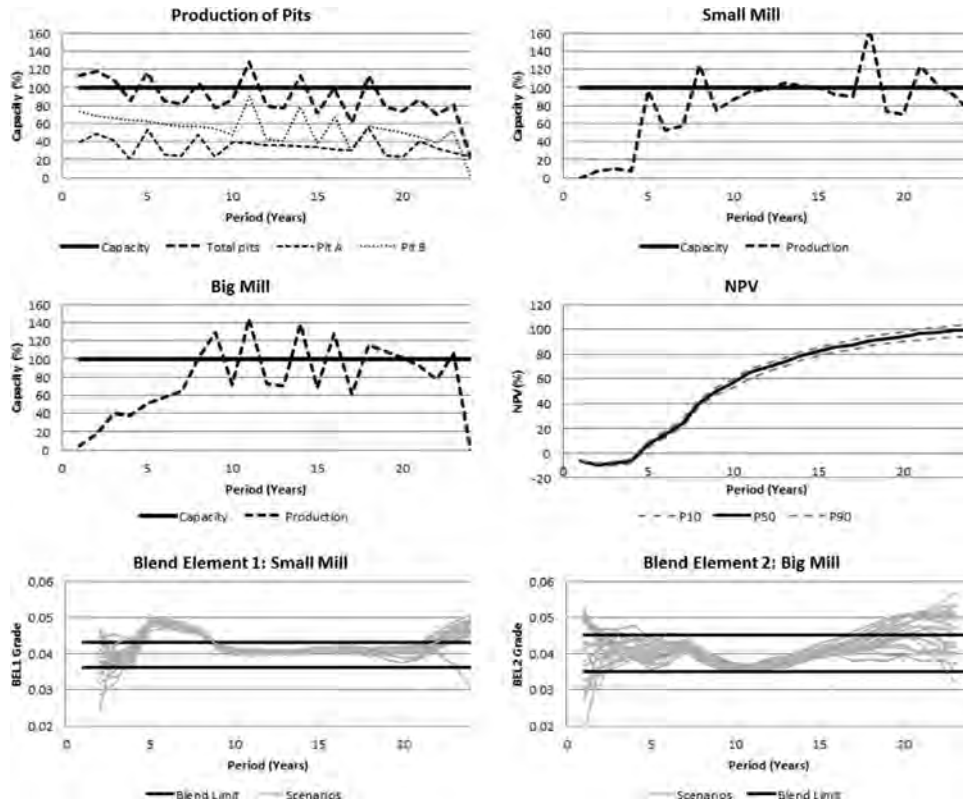 Production of Pits
Capacity (%)
160
140
120
100
80
60
40
20
0
0 5 10 15 20
Period (Years)
Capacity Total pits Pit A Pit B
Small Mill
Capacity (%)
160
140
120
100
80
60
40
20
0
0 5 10 15 20
Period (Years)
Capacity Production
Big Mill
Capacity (%)
160
140
120
100
80
60
40
20
0
0 5 10 15 20
Period (Years)
Capacity Production
NPV
NPV(%)
120
100
80
60
40
20
0
-20
0 5 10 15 20
Period (Years)
P10 P50 P90
Blend Element 1: Small Mill
BEL1 Grade
0.06
0.05
0.04
0.03
0.02
0 5 10 15 20
Period (Years)
Blend Limit Scenarios
Blend Element 2: Big Mill
BEL2 Grade
0.06
0.05
0.04
0.03
0.02
0 5 10 15 20
Period (Years)
Scenarios Blend Limit